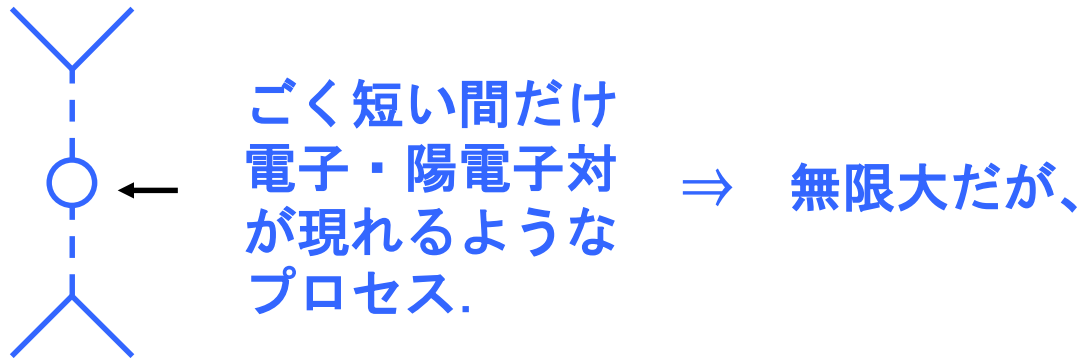 ごく短い間だけ
電子・陽電子対
が現れるような
プロセス.
⇒ 無限大だが、